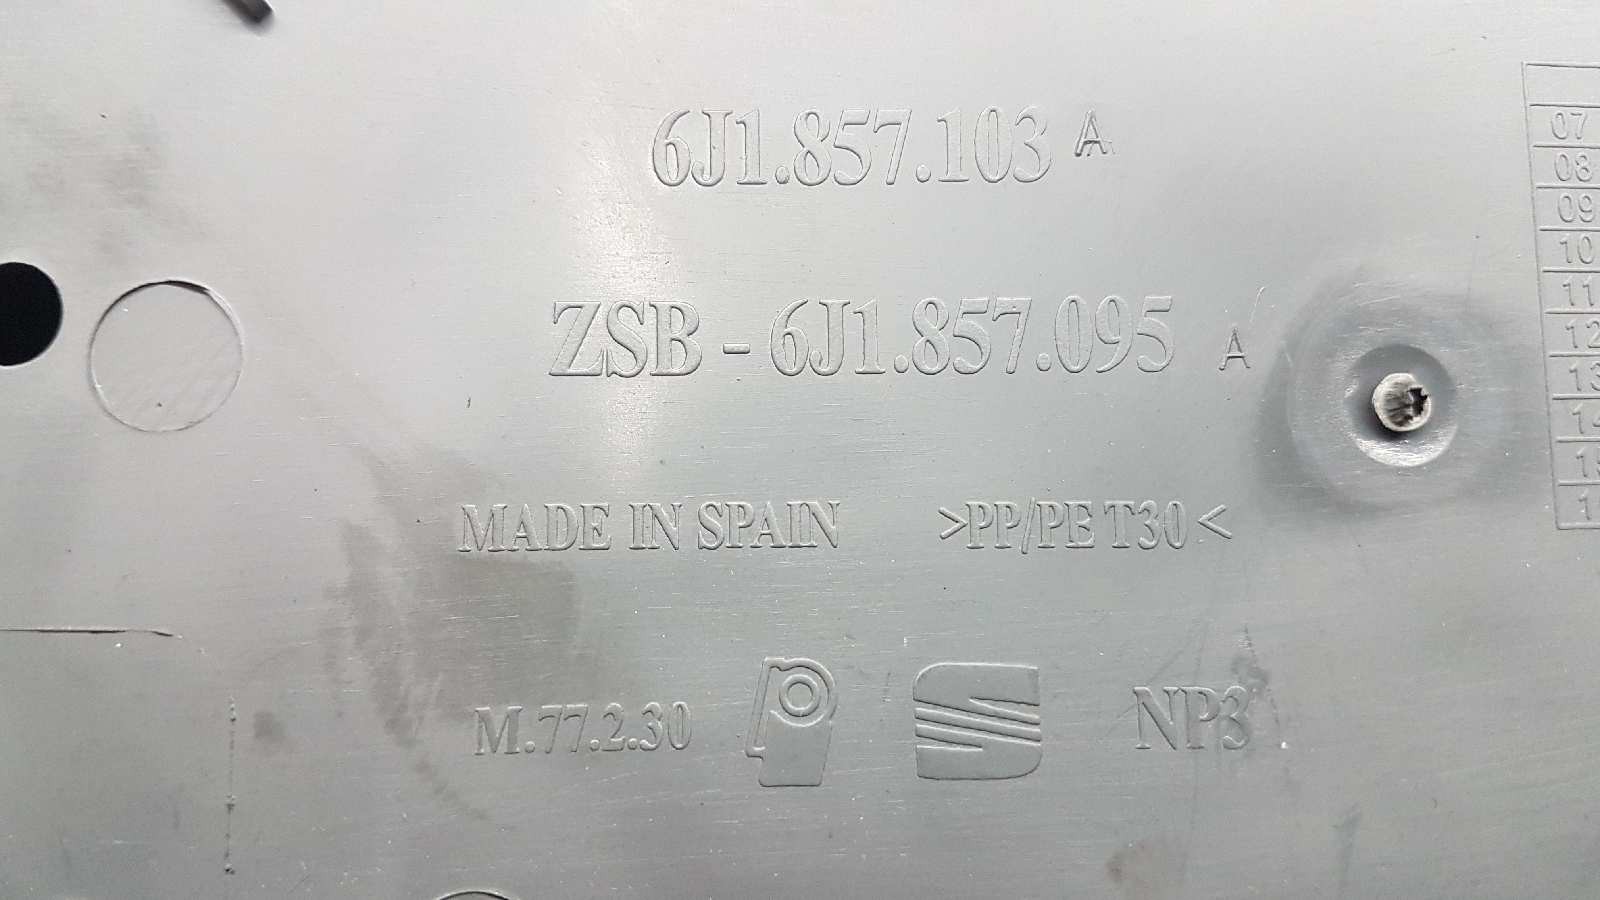 6J1.857.103 A
ZSB - 6J1.857.095 A
MADE IN SPAIN >PP/PE T30<
M.77.2.30 NP3
07
08
09
10
11
12
13